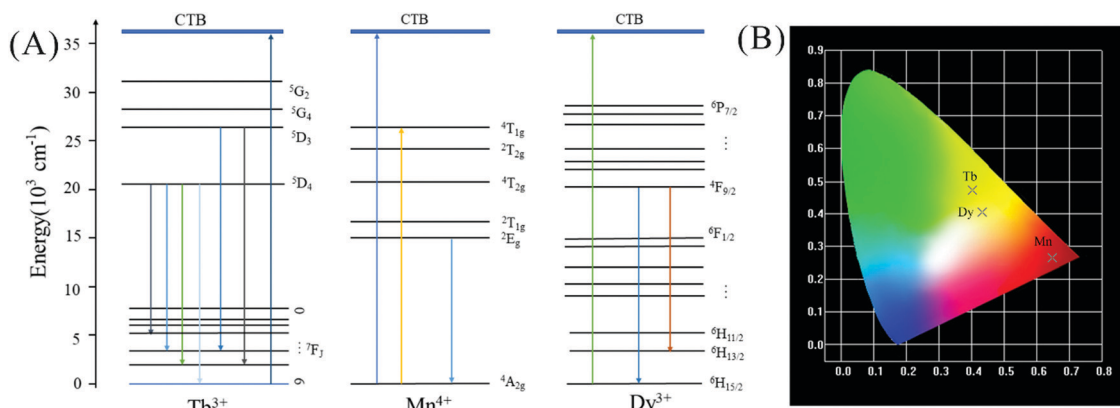 (A)
Energy(10³ cm⁻¹)
35
30
25
20
15
10
5
0
CTB
⁵G₂
⁵G₄
⁵D₃
⁵D₄
0
⋮ ⁷F_J
6
Tb³⁺
CTB
⁴T₁g
²T₂g
⁴T₂g
²T₁g
²Eg
⁴A₂g
Mn⁴⁺
CTB
⁶P₇/₂
⋮
⁴F₉/₂
⁶F₁/₂
⋮
⁶H₁₁/₂
⁶H₁₃/₂
⁶H₁₅/₂
Dy³⁺
(B)
0.9
0.8
0.7
0.6
0.5
0.4
0.3
0.2
0.1
0.0
Tb
Dy
Mn
0.0 0.1 0.2 0.3 0.4 0.5 0.6 0.7 0.8